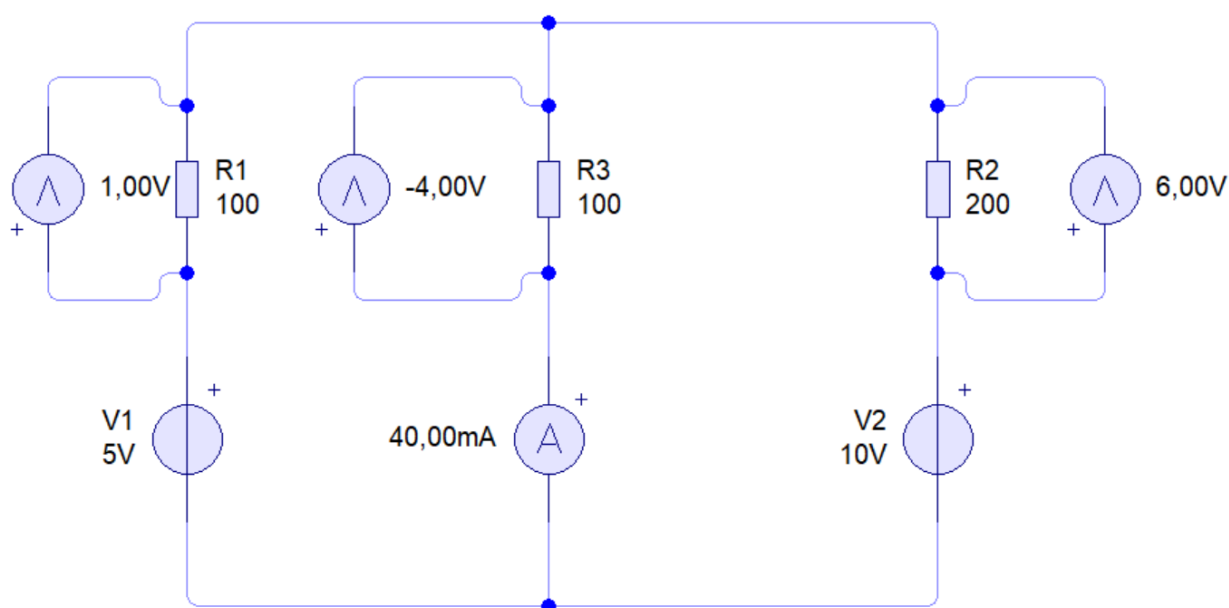 1,00V
R1
100
+
-4,00V
R3
100
+
R2
200
6,00V
+
+
V1
5V
+
40,00mA
A
+
V2
10V